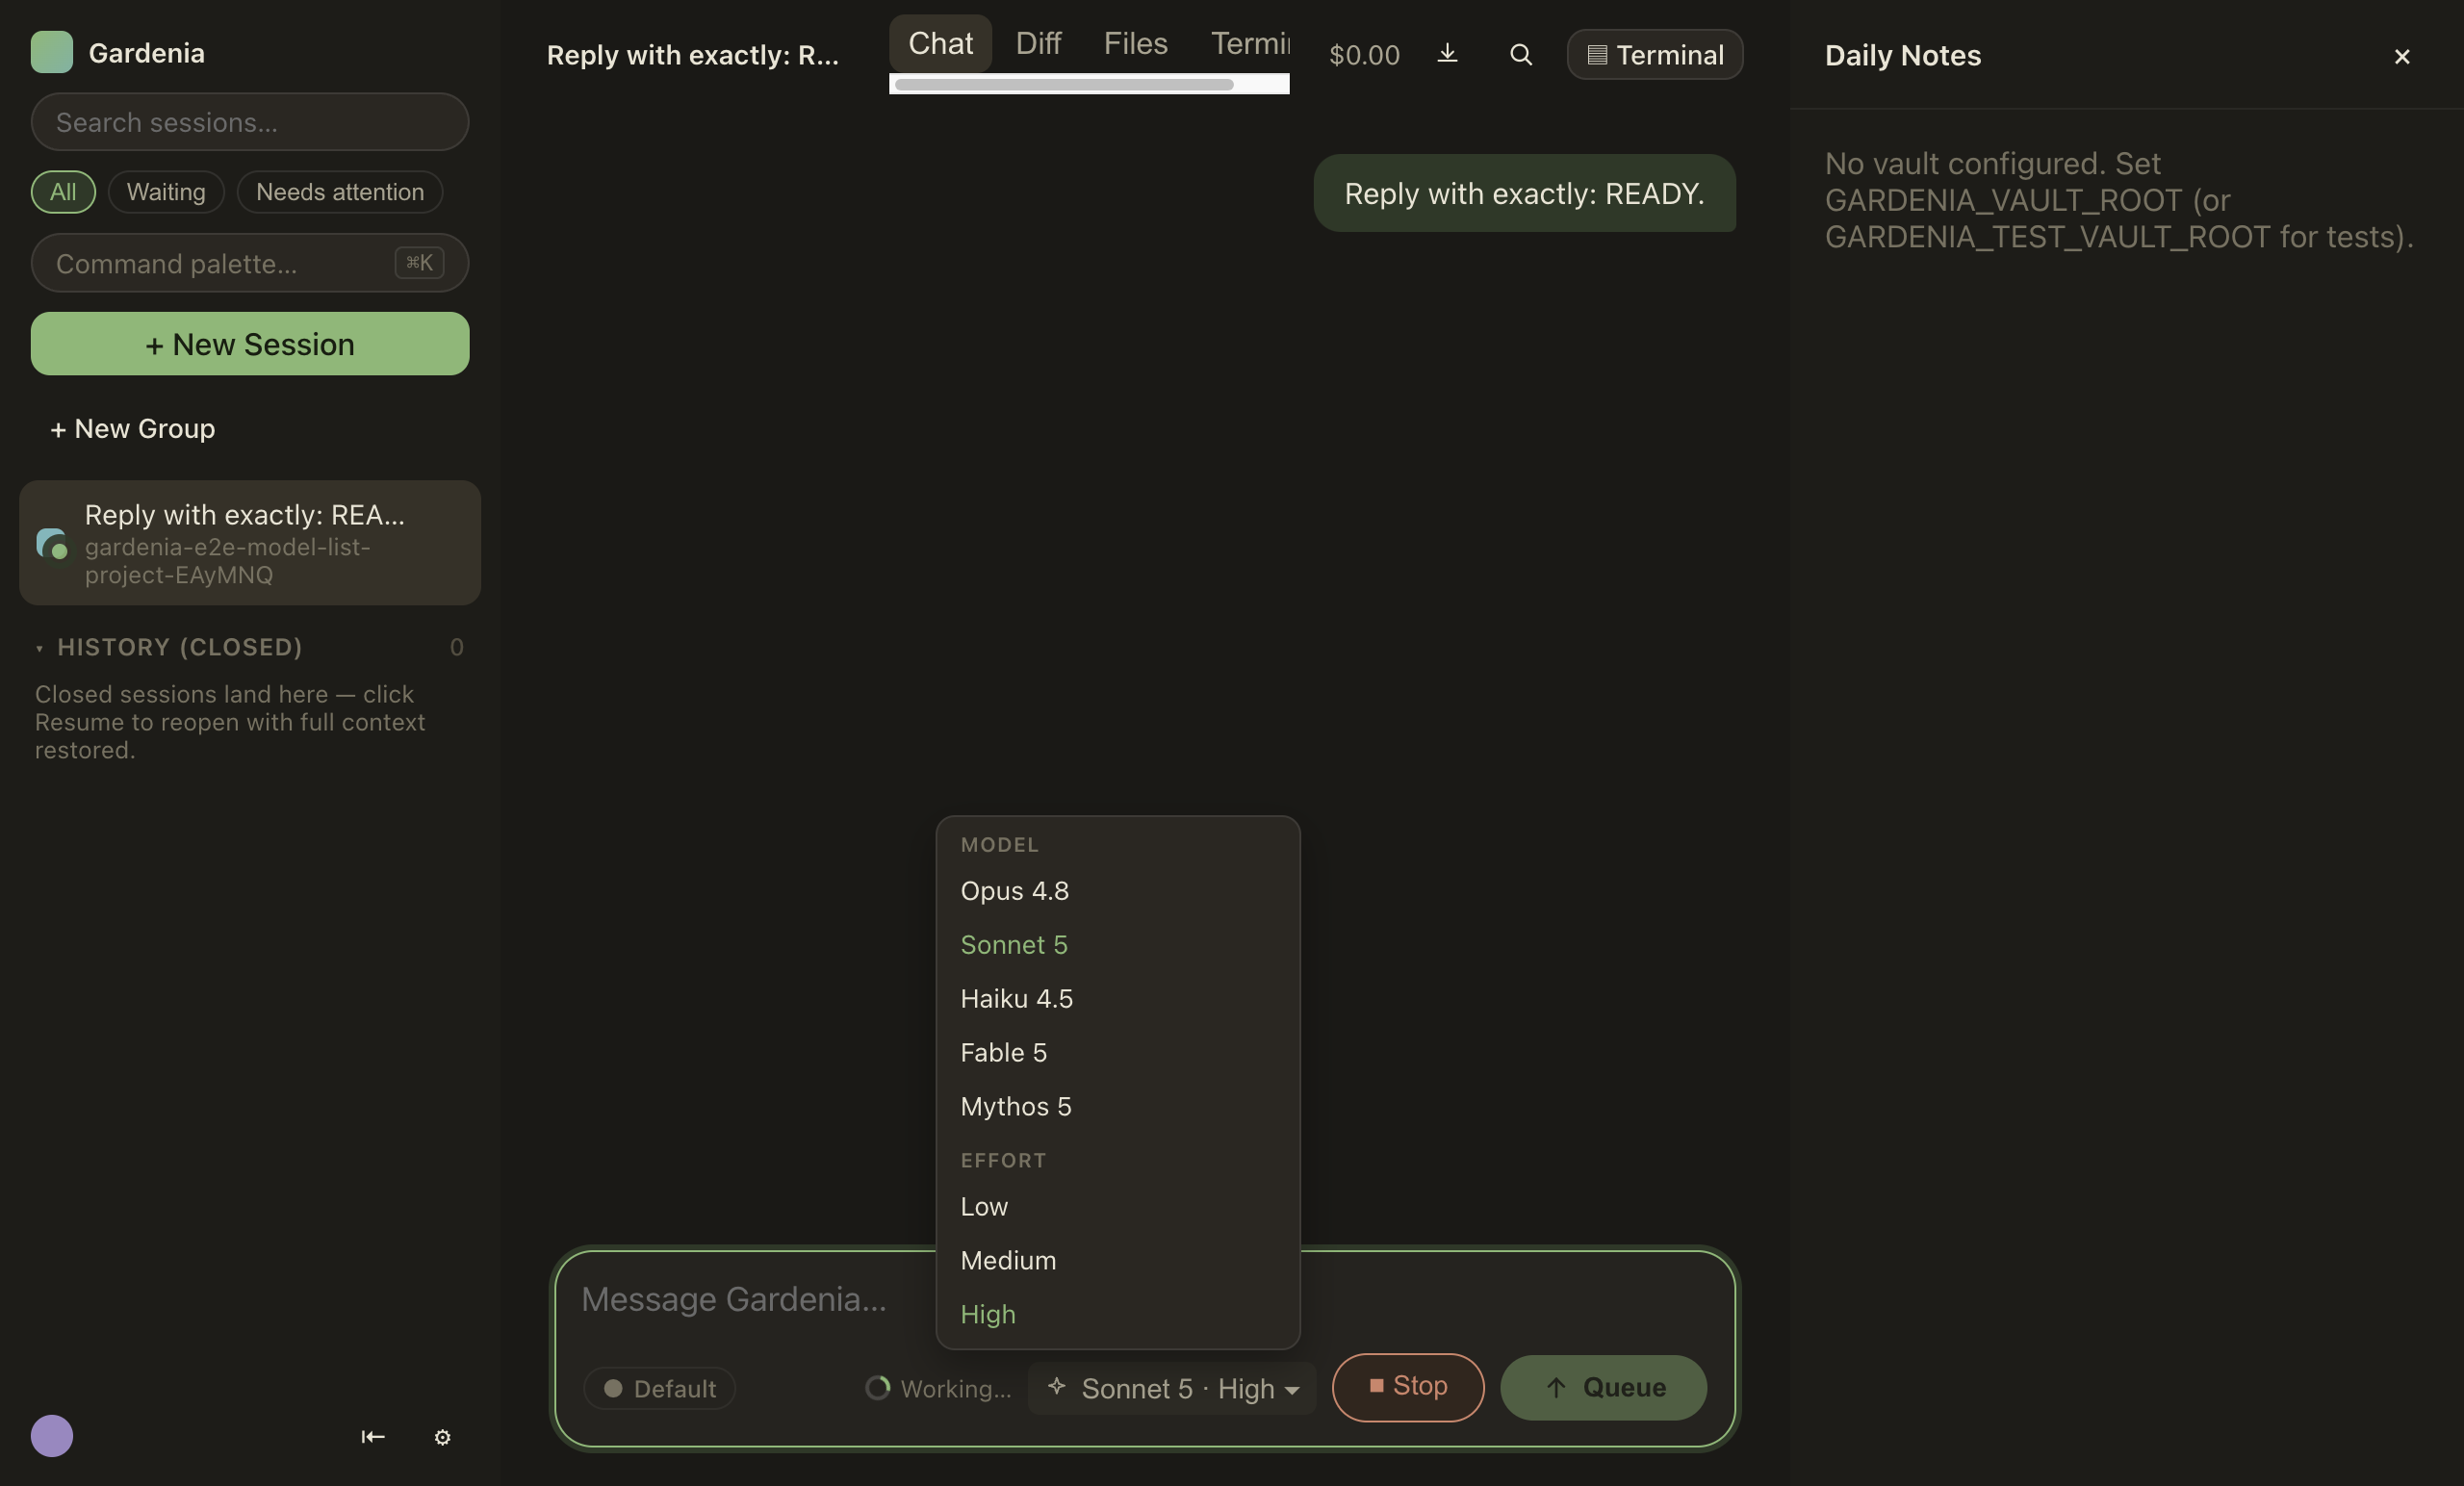 Gardenia
Search sessions...
All
Waiting
Needs attention
Command palette...
⌘K
+ New Session
+ New Group
Reply with exactly: REA...
gardenia-e2e-model-list-
project-EAyMNQ
HISTORY (CLOSED)
0
Closed sessions land here — click
Resume to reopen with full context
restored.
Reply with exactly: R...
Chat
Diff
Files
Termi
$0.00
Terminal
Reply with exactly: READY.
MODEL
Opus 4.8
Sonnet 5
Haiku 4.5
Fable 5
Mythos 5
EFFORT
Low
Medium
High
Message Gardenia...
Default
Working...
Sonnet 5 · High
Stop
Queue
Daily Notes
No vault configured. Set
GARDENIA_VAULT_ROOT (or
GARDENIA_TEST_VAULT_ROOT for tests).